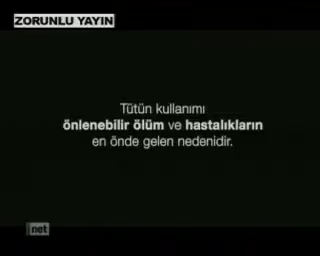 ZORUNLU YAYIN
Tütün kullanımı
önlenebilir ölüm ve hastalıkların
en önde gelen nedenidir.
net